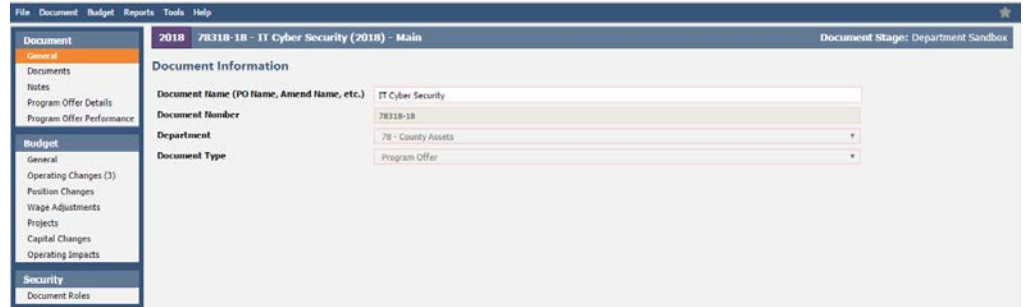 File Document Budget Reports Tools Help
Document
General
Documents
Notes
Program Offer Details
Program Offer Performance
Budget
General
Operating Changes (3)
Position Changes
Wage Adjustments
Projects
Capital Changes
Operating Impacts
Security
Document Roles
2018 78318-18 - IT Cyber Security (2018) - Main Document Stage: Department Sandbox
Document Information
Document Name (PO Name, Amend Name, etc.) IT Cyber Security
Document Number 78318-18
Department 78 - County Assets
Document Type Program Offer